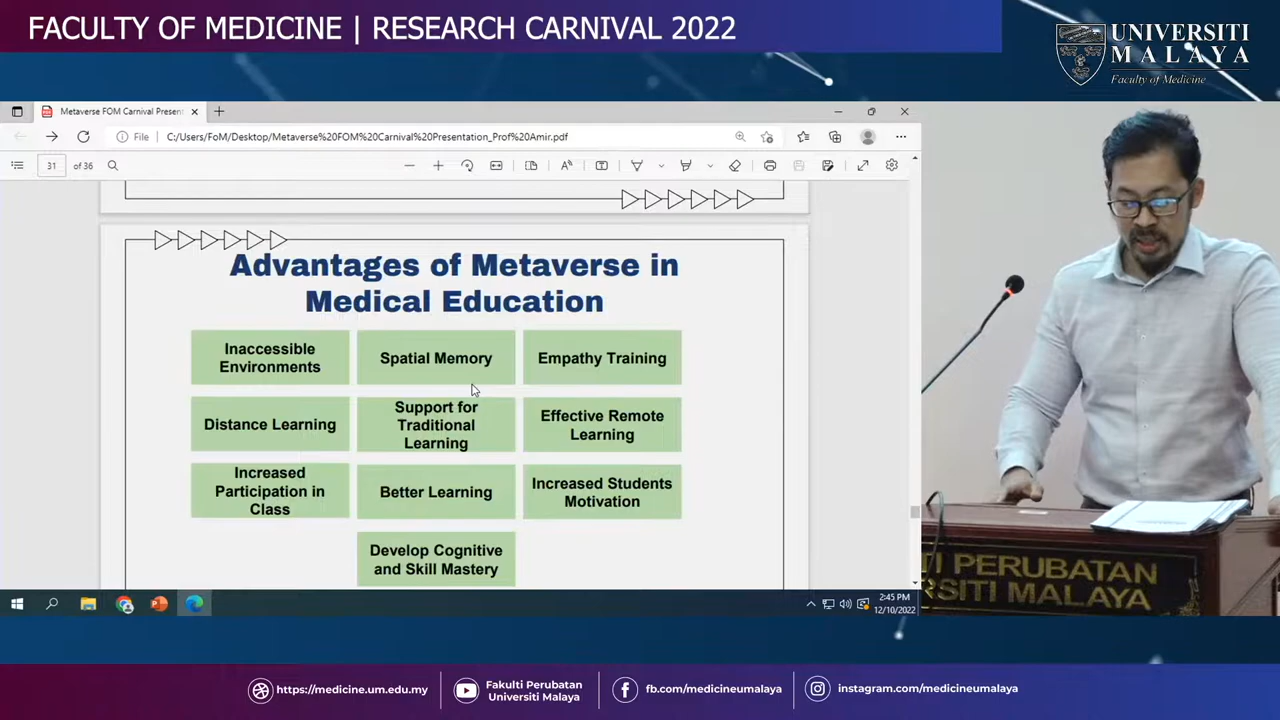 FACULTY OF MEDICINE | RESEARCH CARNIVAL 2022
UNIVERSITI
MALAYA
Faculty of Medicine
Metaverse FOM Carnival Present
File
C:/Users/FoM/Desktop/Metaverse%20FOM%20Carnival%20Presentation_Prof%20Amir.pdf
31 of 36
Advantages of Metaverse in
Medical Education
Inaccessible
Environments
Spatial Memory
Empathy Training
Distance Learning
Support for
Traditional
Learning
Effective Remote
Learning
Increased
Participation in
Class
Better Learning
Increased Students
Motivation
Develop Cognitive
and Skill Mastery
2:45 PM
12/10/2022
TI PERUBATAN
ERSITI MALAYA
https://medicine.um.edu.my
Fakulti Perubatan
Universiti Malaya
fb.com/medicineumalaya
instagram.com/medicineumalaya